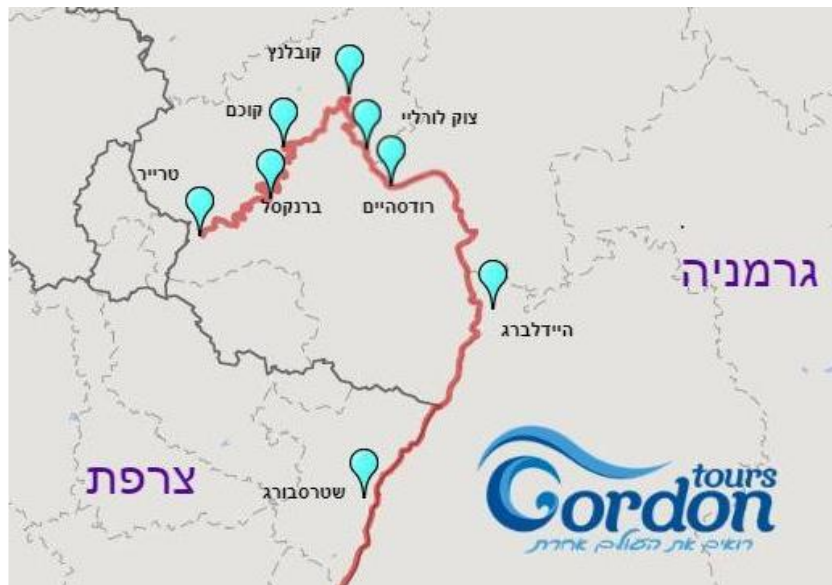 קובלנץ
קוכם
צוק לורליי
טרייר
ברנקסל
רודסהיים
גרמניה
היידלברג
צרפת
שטרסבורג
Gordon tours
רואים את העולם אחרת